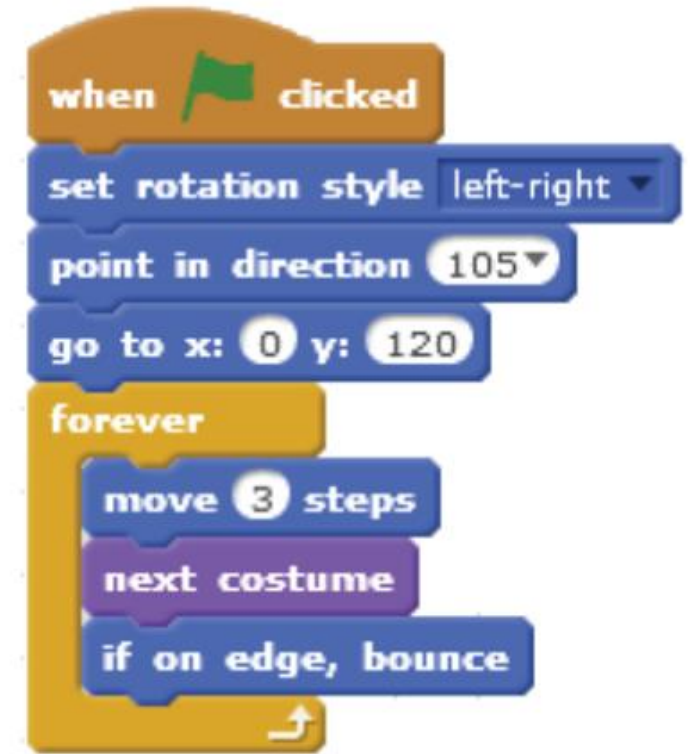 when clicked
set rotation style left-right
point in direction 105
go to x: 0 y: 120
forever
move 3 steps
next costume
if on edge, bounce